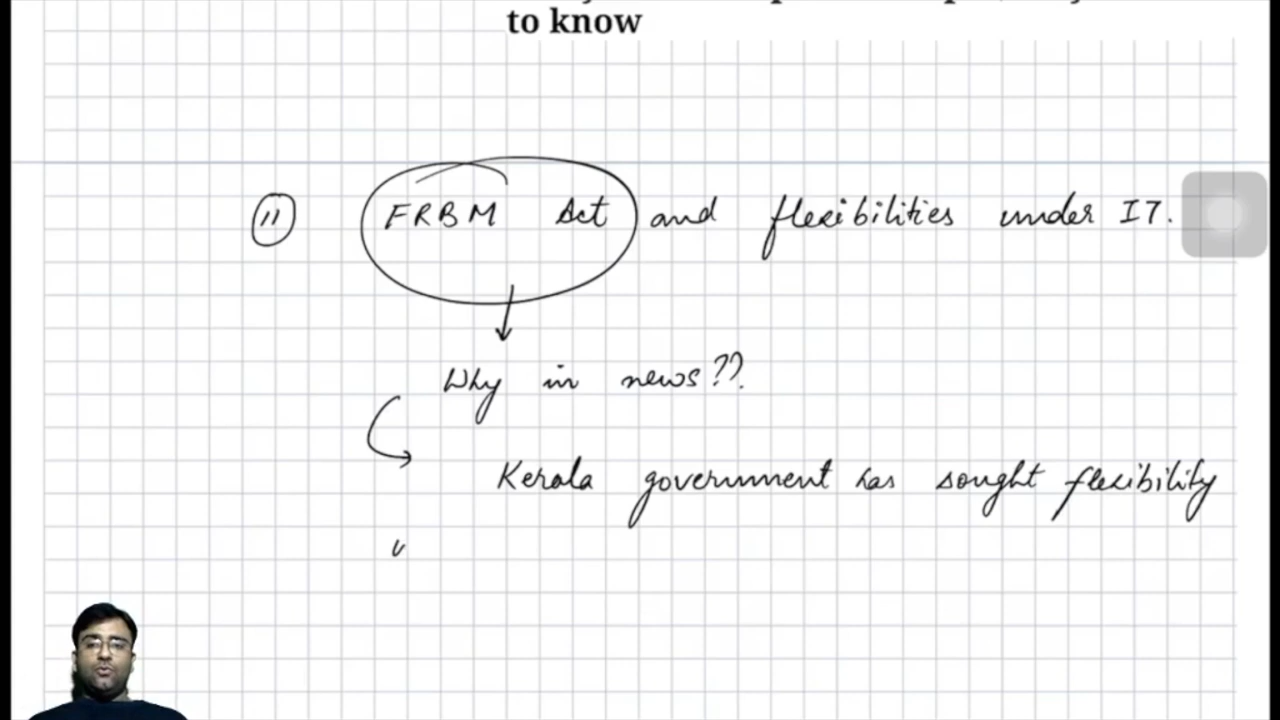 to know
11 FRBM Act and flexibilities under IT.
Why in news??
Kerala government has sought flexibility
u